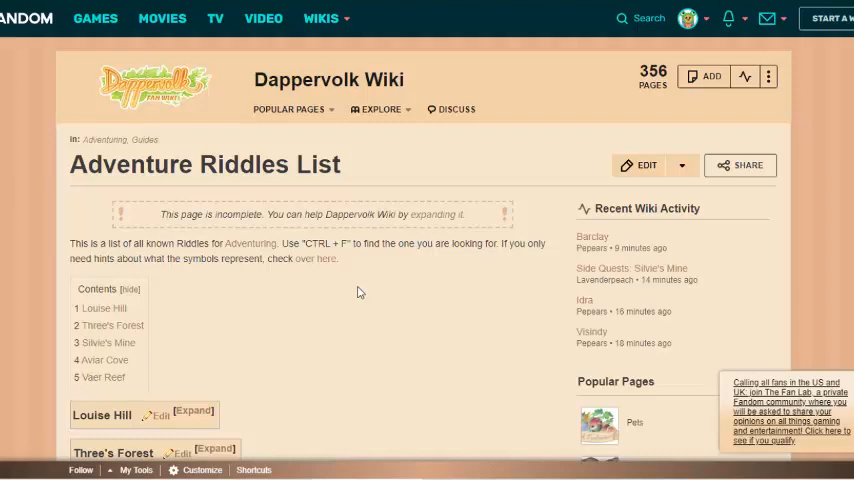 ANDOM GAMES MOVIES TV VIDEO WIKIS Search START A W
Dappervolk
FAN WIKI
Dappervolk Wiki
356
PAGES
ADD
POPULAR PAGES EXPLORE DISCUSS
in: Adventuring, Guides
Adventure Riddles List
EDIT
SHARE
This page is incomplete. You can help Dappervolk Wiki by expanding it.
This is a list of all known Riddles for Adventuring. Use "CTRL + F" to find the one you are looking for. If you only
need hints about what the symbols represent, check over here.
Contents [hide]
1 Louise Hill
2 Three's Forest
3 Silvie's Mine
4 Aviar Cove
5 Vaer Reef
Louise Hill Edit [Expand]
Three's Forest Edit [Expand]
Recent Wiki Activity
Barclay
Pepears • 9 minutes ago
Side Quests: Silvie's Mine
Lavenderpeach • 14 minutes ago
Idra
Pepears • 16 minutes ago
Visindy
Pepears • 18 minutes ago
Popular Pages
Pets
Calling all fans in the US and
UK: join The Fan Lab, a private
Fandom community where you
will be asked to share your
opinions on all things gaming
and entertainment! Click here to
see if you qualify
Follow My Tools Customize Shortcuts